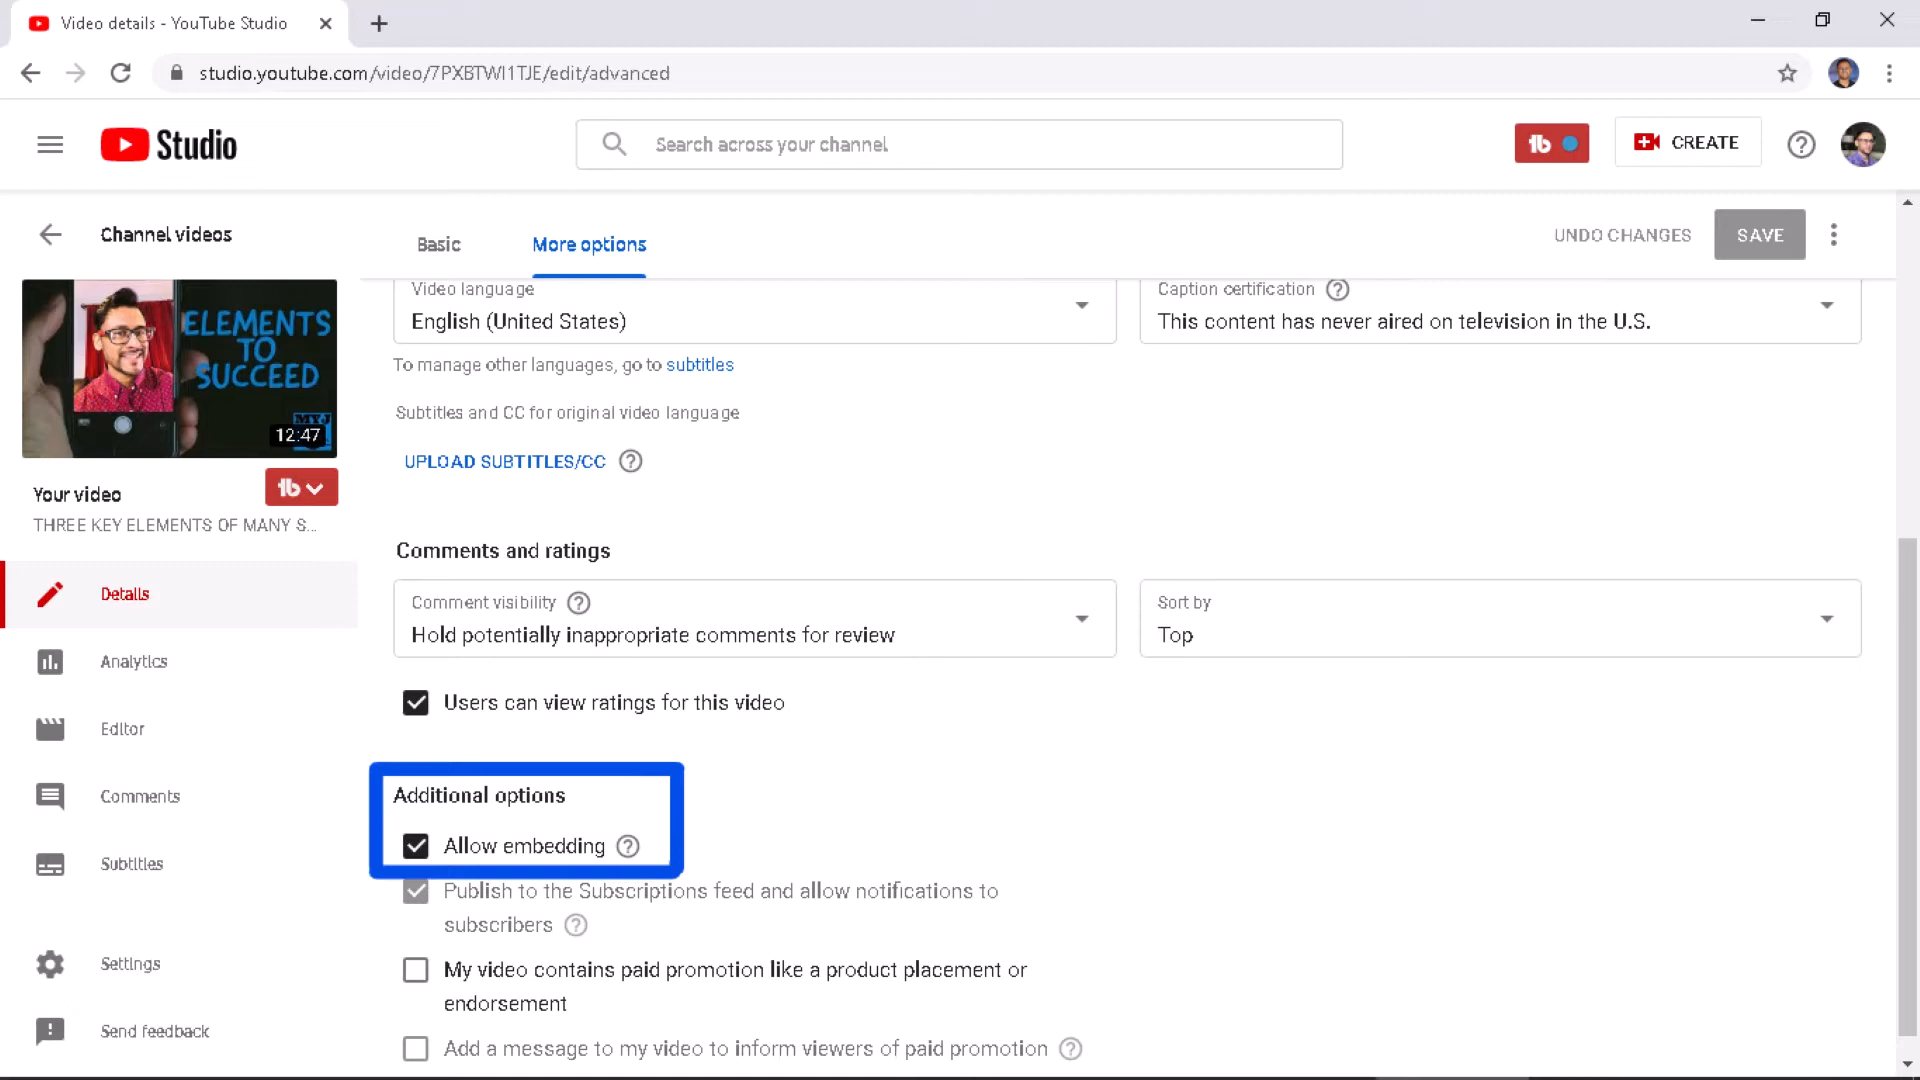 Video details - YouTube Studio
studio.youtube.com/video/7PXBTWI1TJE/edit/advanced
Studio
Search across your channel
CREATE
Channel videos
Basic
More options
UNDO CHANGES
SAVE
ELEMENTS
TO
SUCCEED
12:47
Your video
THREE KEY ELEMENTS OF MANY S...
Details
Analytics
Editor
Comments
Subtitles
Settings
Send feedback
Video language
English (United States)
Caption certification
This content has never aired on television in the U.S.
To manage other languages, go to subtitles
Subtitles and CC for original video language
UPLOAD SUBTITLES/CC
Comments and ratings
Comment visibility
Hold potentially inappropriate comments for review
Sort by
Top
Users can view ratings for this video
Additional options
Allow embedding
Publish to the Subscriptions feed and allow notifications to
subscribers
My video contains paid promotion like a product placement or
endorsement
Add a message to my video to inform viewers of paid promotion